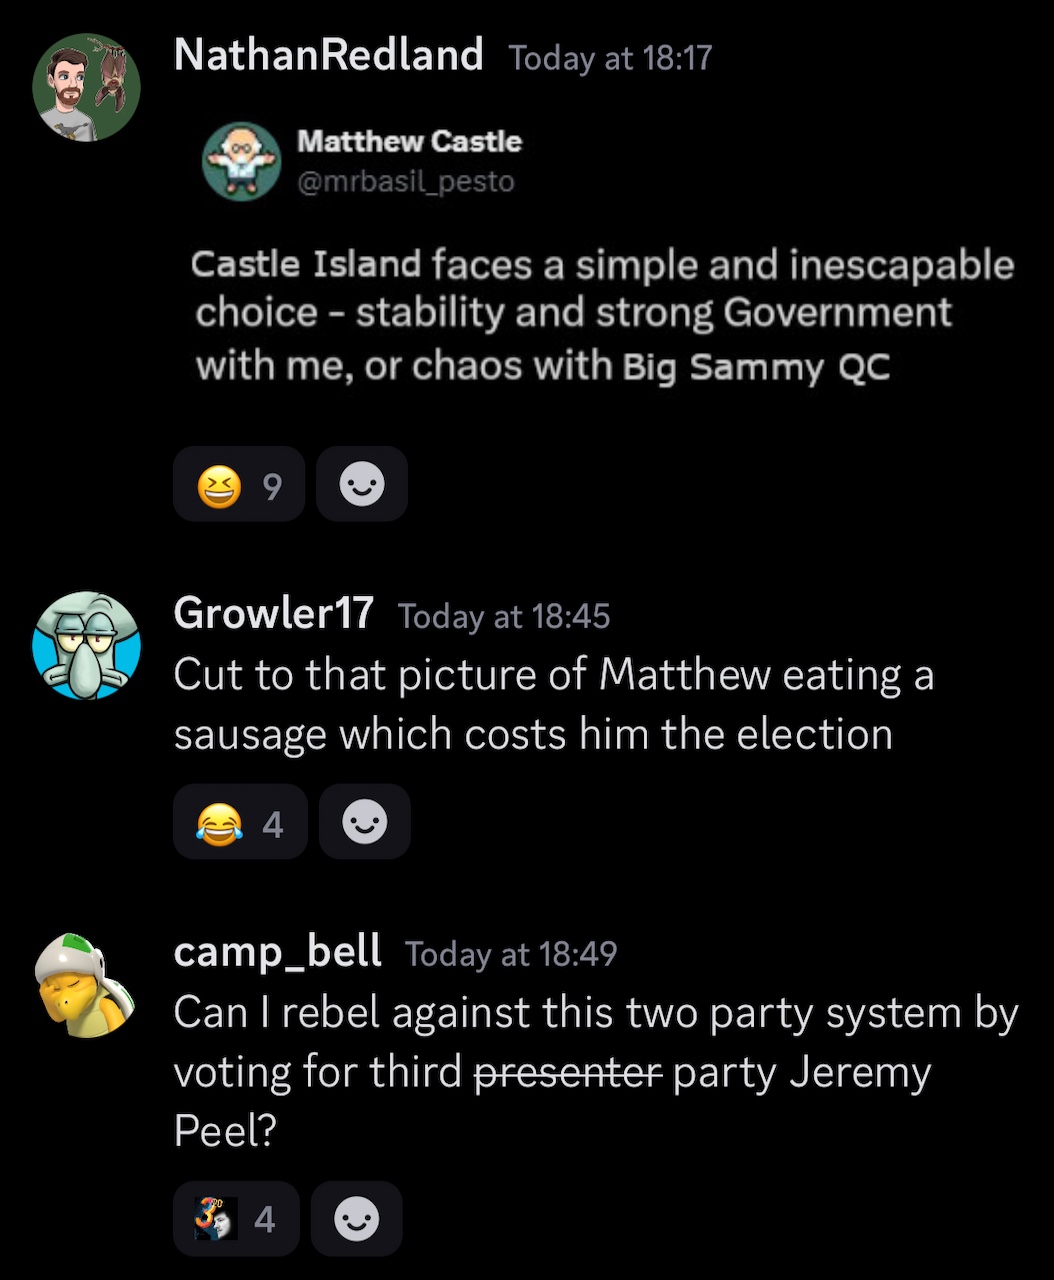 NathanRedland Today at 18:17
Matthew Castle
@mrbasil_pesto
Castle Island faces a simple and inescapable
choice - stability and strong Government
with me, or chaos with Big Sammy QC
9
Growler17 Today at 18:45
Cut to that picture of Matthew eating a
sausage which costs him the election
4
camp_bell Today at 18:49
Can I rebel against this two party system by
voting for third presenter party Jeremy
Peel?
3RD 4